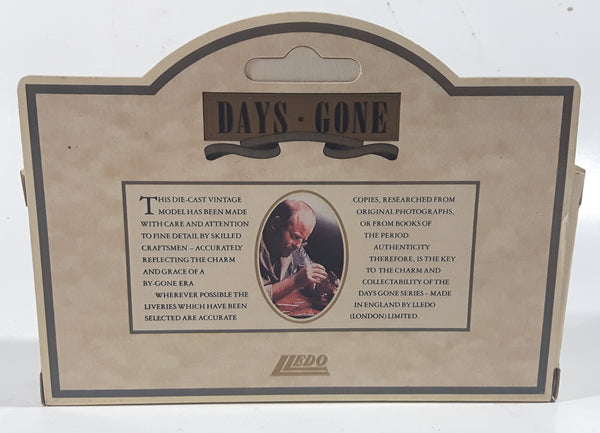 DAYS · GONE
THIS DIE-CAST VINTAGE
MODEL HAS BEEN MADE
WITH CARE AND ATTENTION
TO FINE DETAIL BY SKILLED
CRAFTSMEN – ACCURATELY
REFLECTING THE CHARM
AND GRACE OF A
BY-GONE ERA.
WHEREVER POSSIBLE THE
LIVERIES WHICH HAVE BEEN
SELECTED ARE ACCURATE
COPIES, RESEARCHED FROM
ORIGINAL PHOTOGRAPHS,
OR FROM BOOKS OF
THE PERIOD.
AUTHENTICITY
THEREFORE, IS THE KEY
TO THE CHARM AND
COLLECTABILITY OF THE
DAYS GONE SERIES – MADE
IN ENGLAND BY LLEDO
(LONDON) LIMITED.
LLEDO